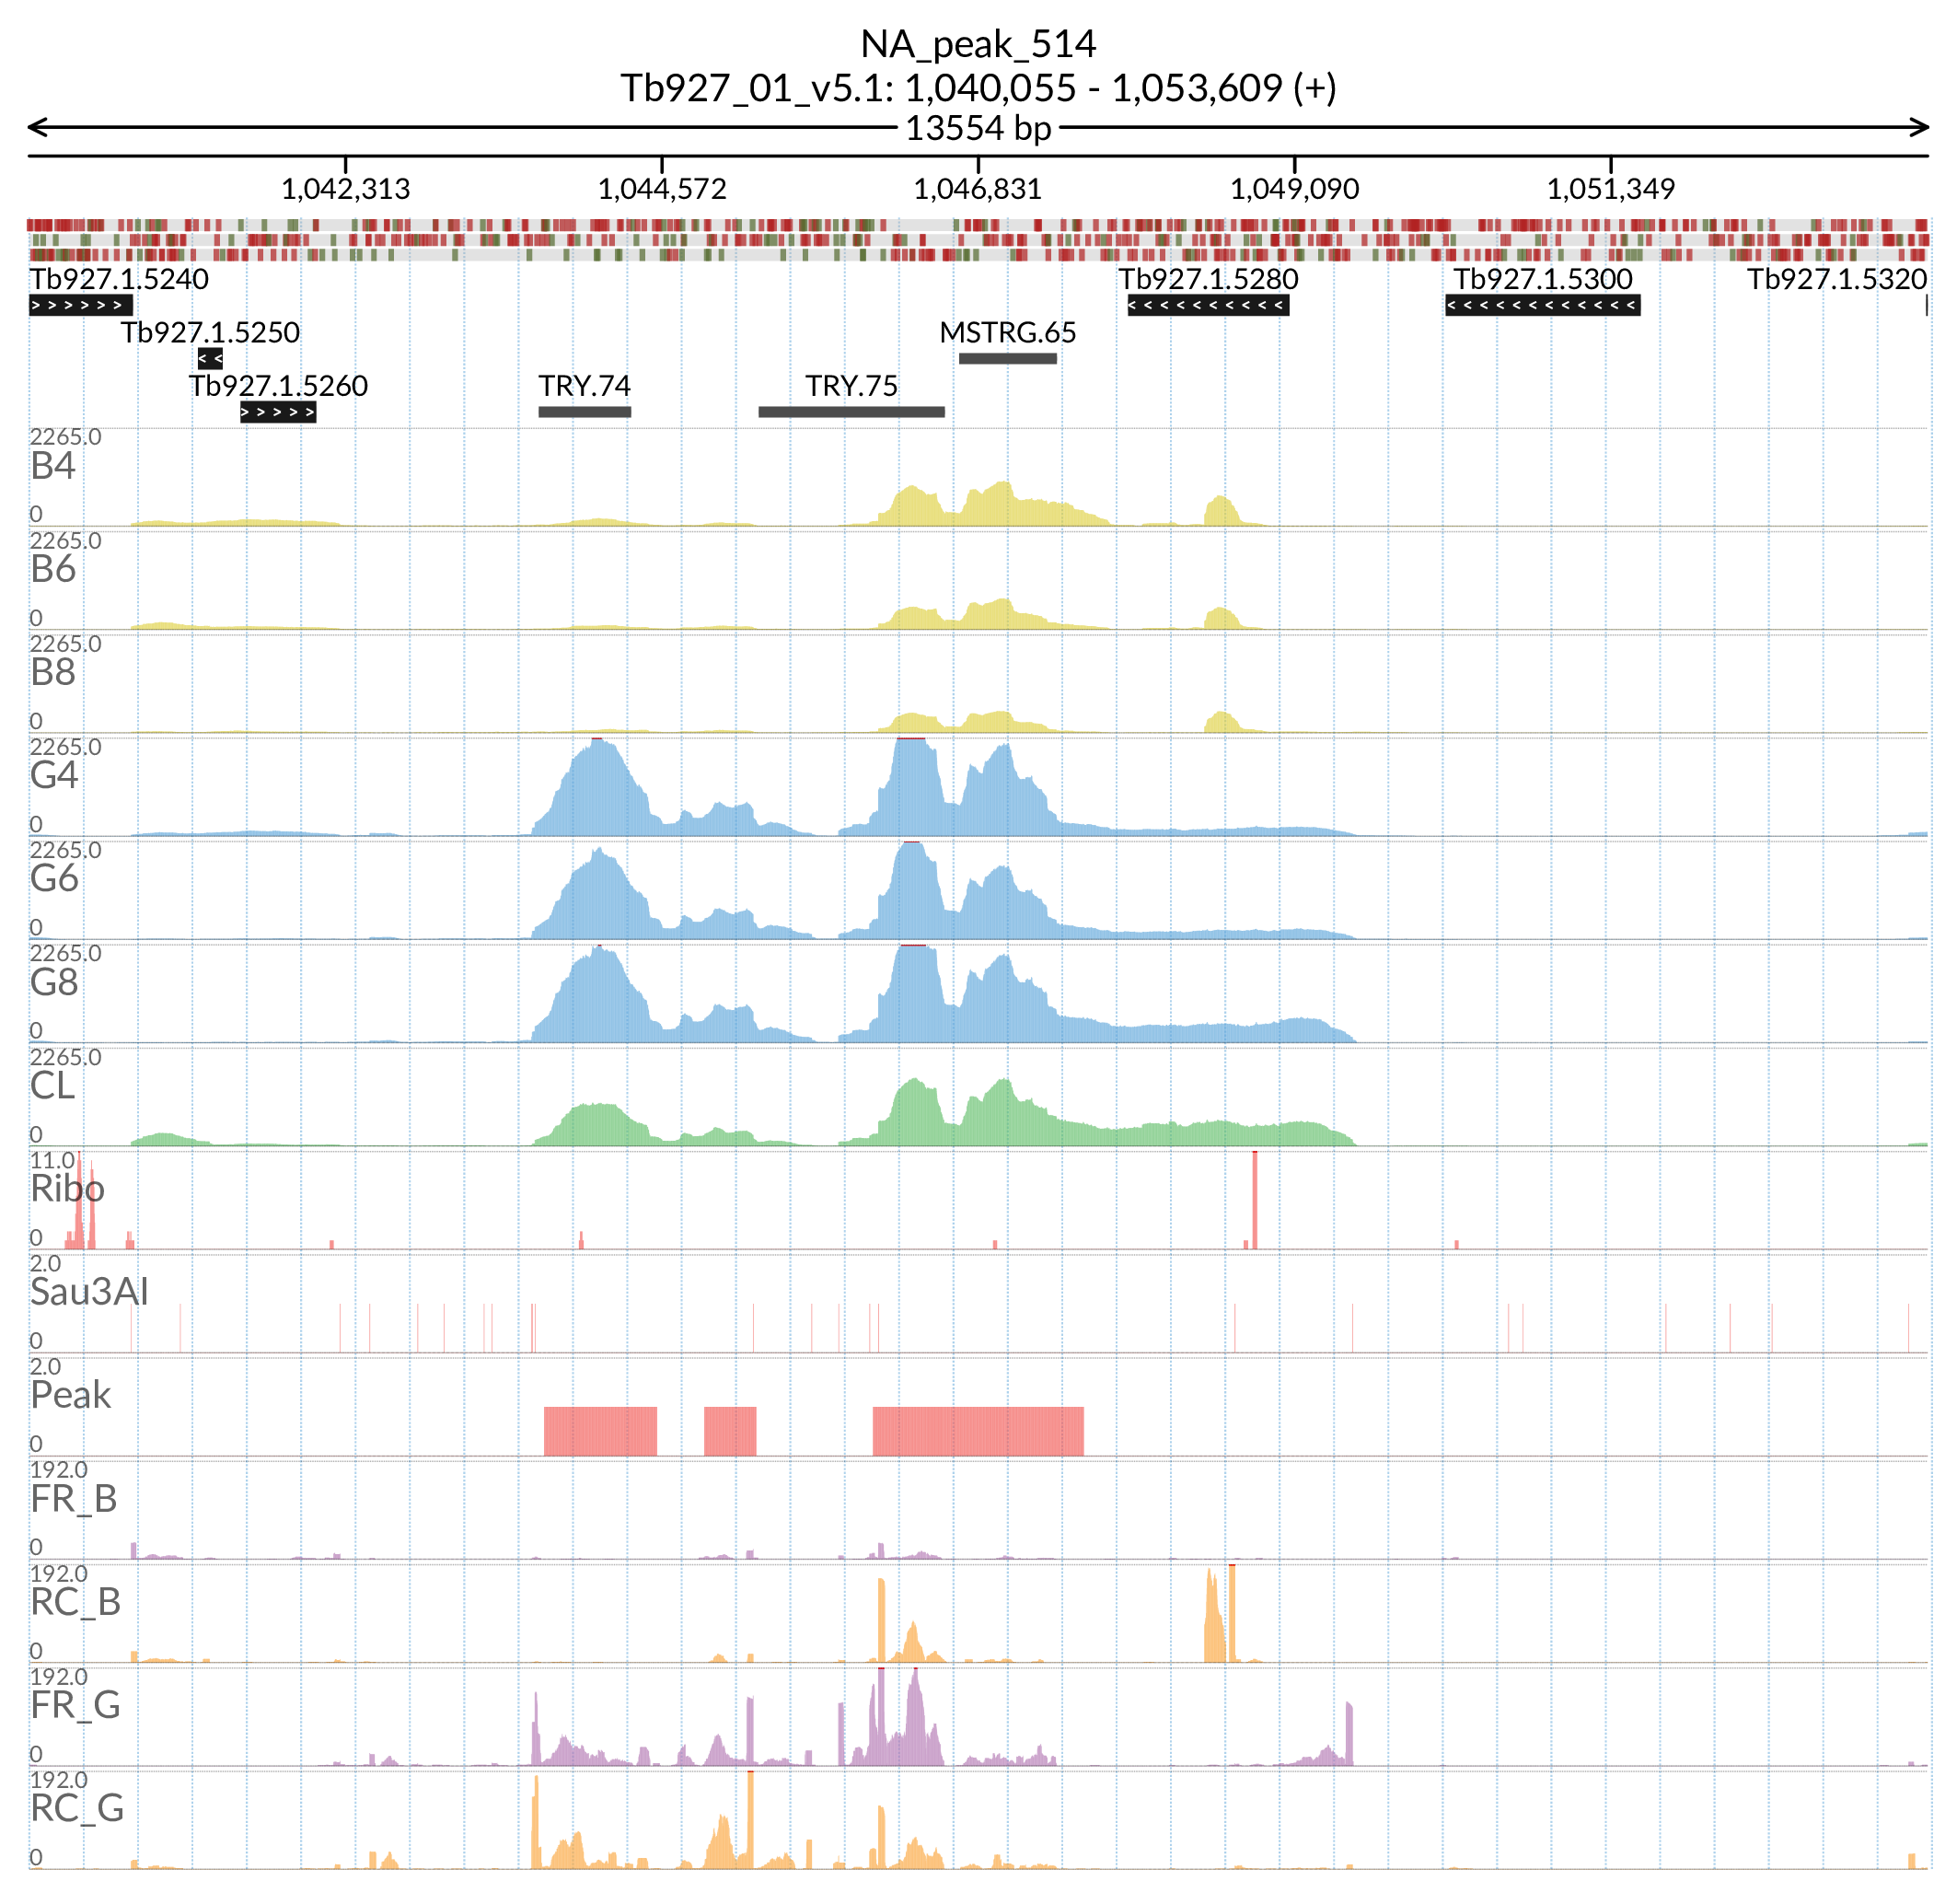 NA_peak_514
Tb927_01_v5.1: 1,040,055 - 1,053,609 (+)
13554 bp
1,042,313 1,044,572 1,046,831 1,049,090 1,051,349
Tb927.1.5240 Tb927.1.5280 Tb927.1.5300 Tb927.1.5320
Tb927.1.5250 MSTRG.65
Tb927.1.5260 TRY.74 TRY.75
2265.0
B4
0
2265.0
B6
0
2265.0
B8
0
2265.0
G4
0
2265.0
G6
0
2265.0
G8
0
2265.0
CL
0
11.0
Ribo
0
2.0
Sau3AI
0
2.0
Peak
0
192.0
FR_B
0
192.0
RC_B
0
192.0
FR_G
0
192.0
RC_G
0